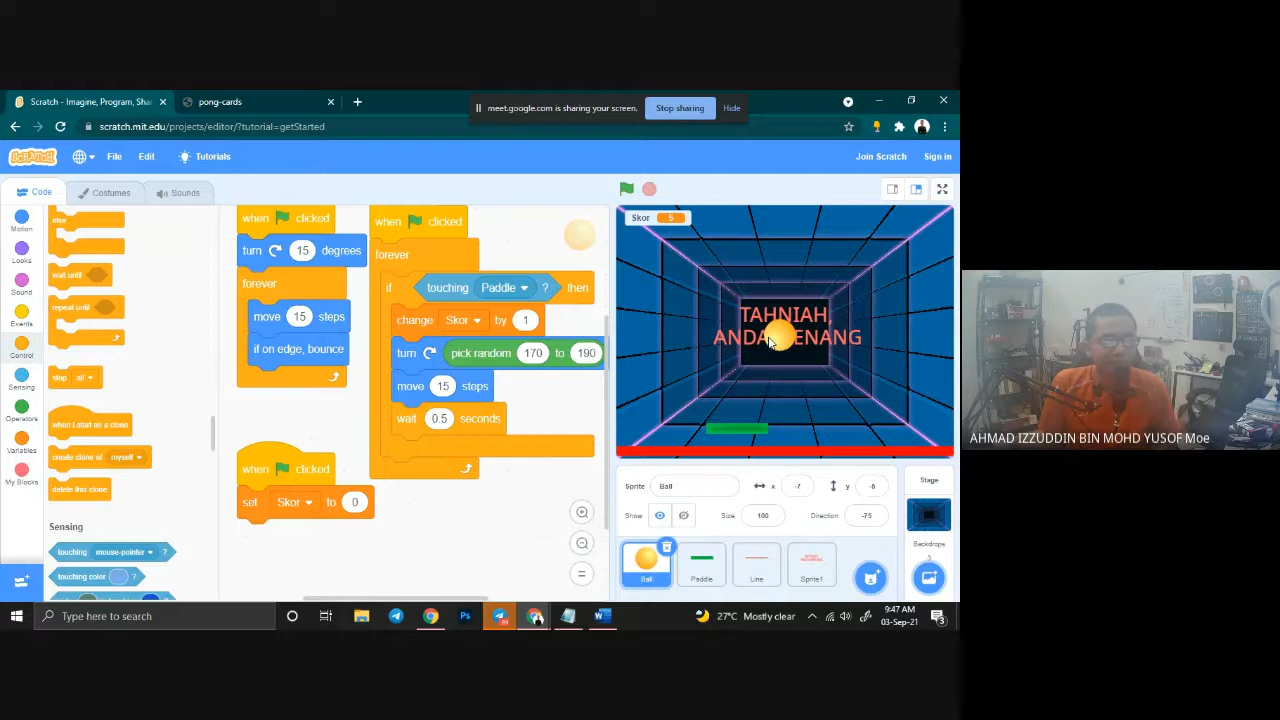 Scratch - Imagine, Program, Sha
pong-cards
meet.google.com is sharing your screen.
Stop sharing
Hide
scratch.mit.edu/projects/editor/?tutorial=getStarted
SCRATCH
File
Edit
Tutorials
Join Scratch
Sign in
Code
Costumes
Sounds
Motion
Looks
Sound
Events
Control
Sensing
Operators
Variables
My Blocks
else
wait until
repeat until
stop all
when I start as a clone
create clone of myself
delete this clone
Sensing
touching mouse-pointer ?
touching color ?
when clicked
turn 15 degrees
forever
move 15 steps
if on edge, bounce
when clicked
set Skor to 0
when clicked
forever
if touching Paddle ? then
change Skor by 1
turn pick random 170 to 190
move 15 steps
wait 0.5 seconds
Skor 5
TAHNIAH,
Sprite
Ball
x -7
y -6
Show
Size 100
Direction -75
Ball
Paddle
Line
Sprite1
Stage
Backdrops
3
Type here to search
27°C Mostly clear
9:47 AM
03-Sep-21
AHMAD IZZUDDIN BIN MOHD YUSOF Moe